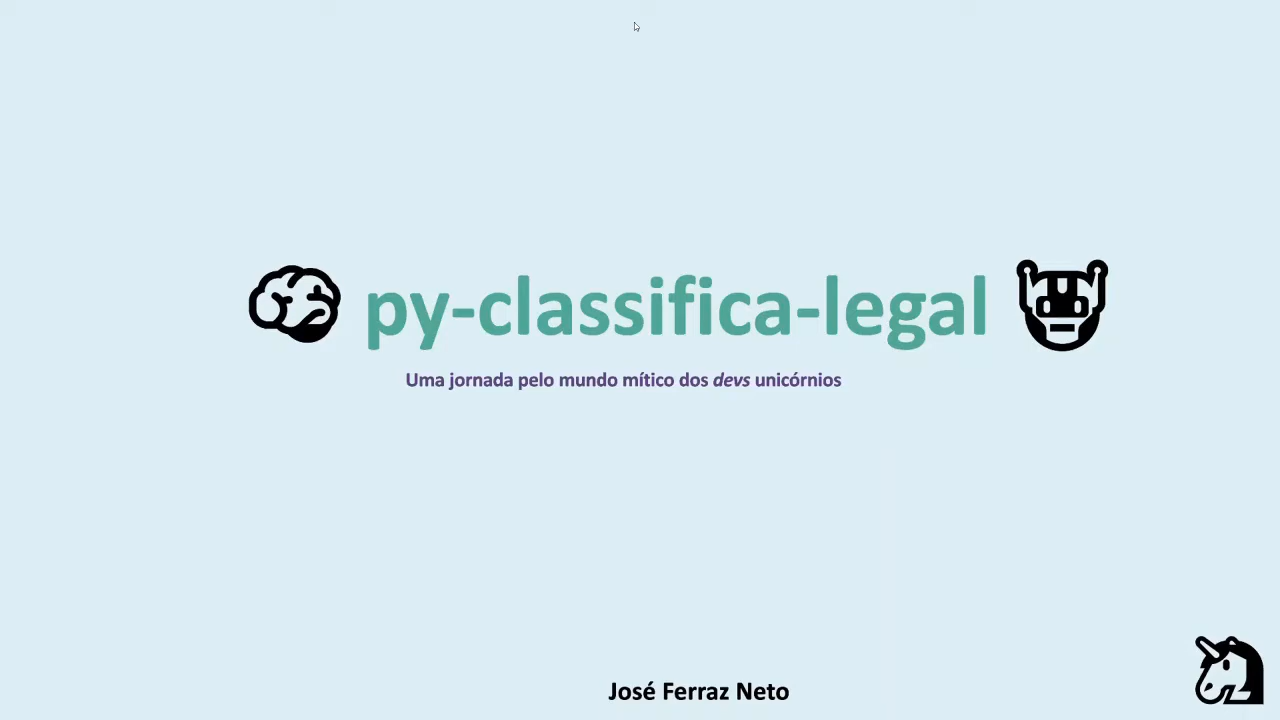 py-classifica-legal
Uma jornada pelo mundo mítico dos devs unicórnios
José Ferraz Neto